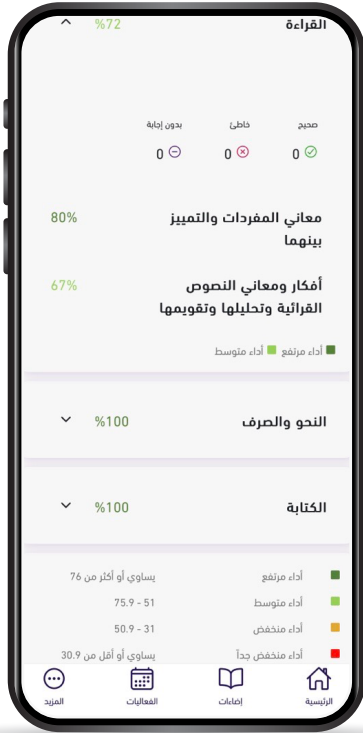 القراءة %72
صحيح خاطئ بدون إجابة
0 0 0
معاني المفردات والتمييز 80%
بينهما
أفكار ومعاني النصوص 67%
القرائية وتحليلها وتقويمها
أداء مرتفع أداء متوسط
النحو والصرف %100
الكتابة %100
أداء مرتفع يساوي أو أكثر من 76
أداء متوسط 51 - 75.9
أداء منخفض 31 - 50.9
أداء منخفض جداً يساوي أو أقل من 30.9
الرئيسية إضاءات الفعاليات المزيد